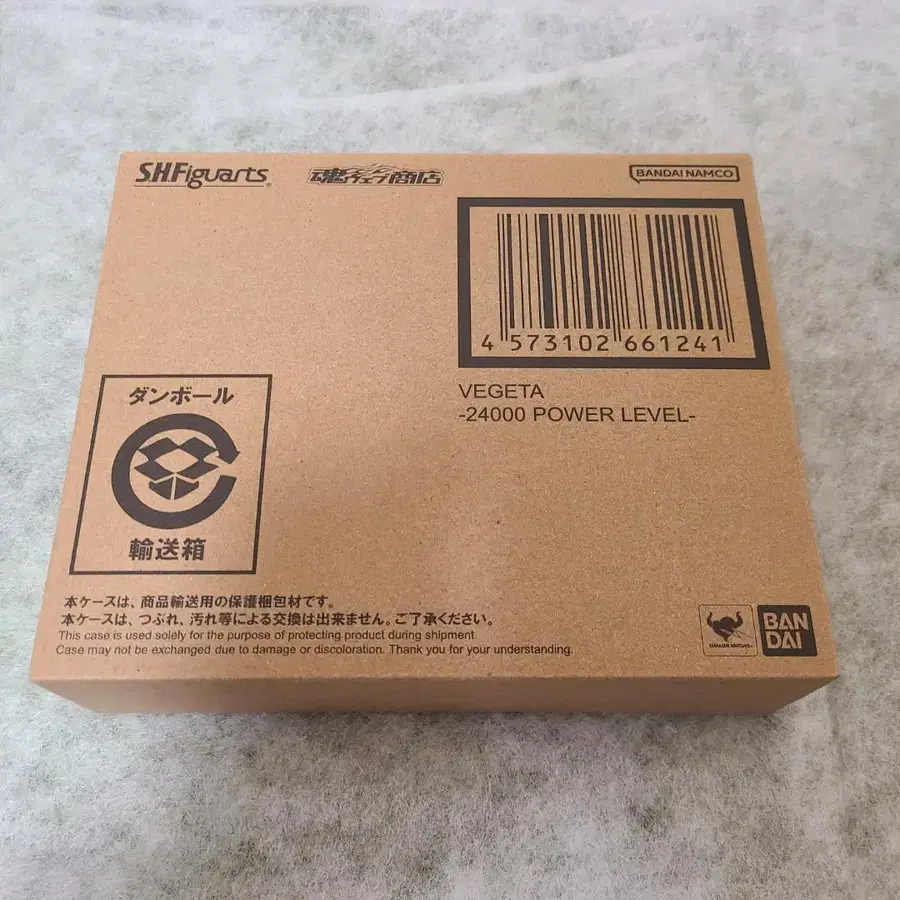 S.H.Figuarts®
魂ウェブ商店
BANDAI NAMCO
4 573102 661241
VEGETA
-24000 POWER LEVEL-
ダンボール
輸送箱
本ケースは、商品輸送用の保護梱包材です。
本ケースは、つぶれ、汚れ等による交換は出来ません。ご了承ください。
This case is used solely for the purpose of protecting product during shipment.
Case may not be exchanged due to damage or discoloration. Thank you for your understanding.
TAMASHII NATIONS
BAN
DAI